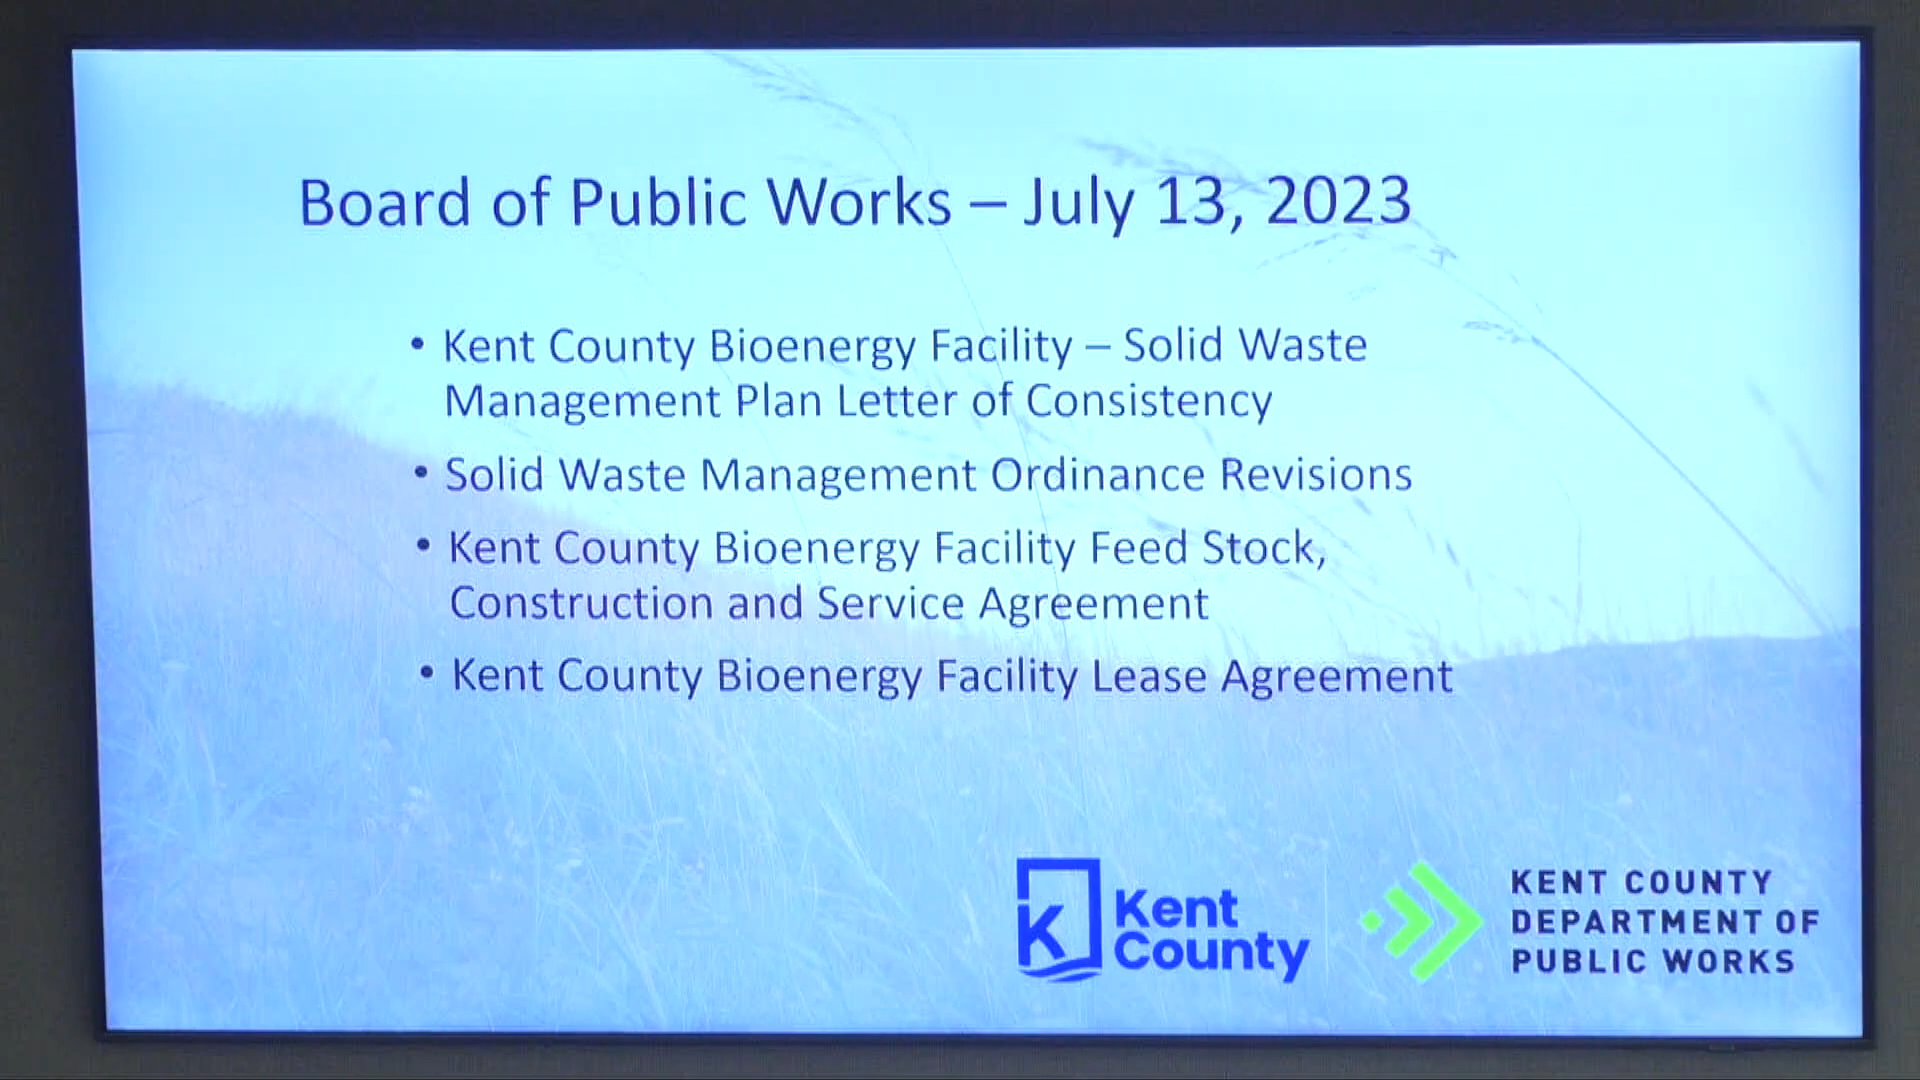 Board of Public Works – July 13, 2023
• Kent County Bioenergy Facility – Solid Waste
Management Plan Letter of Consistency
• Solid Waste Management Ordinance Revisions
• Kent County Bioenergy Facility Feed Stock,
Construction and Service Agreement
• Kent County Bioenergy Facility Lease Agreement
K Kent
County
KENT COUNTY
DEPARTMENT OF
PUBLIC WORKS